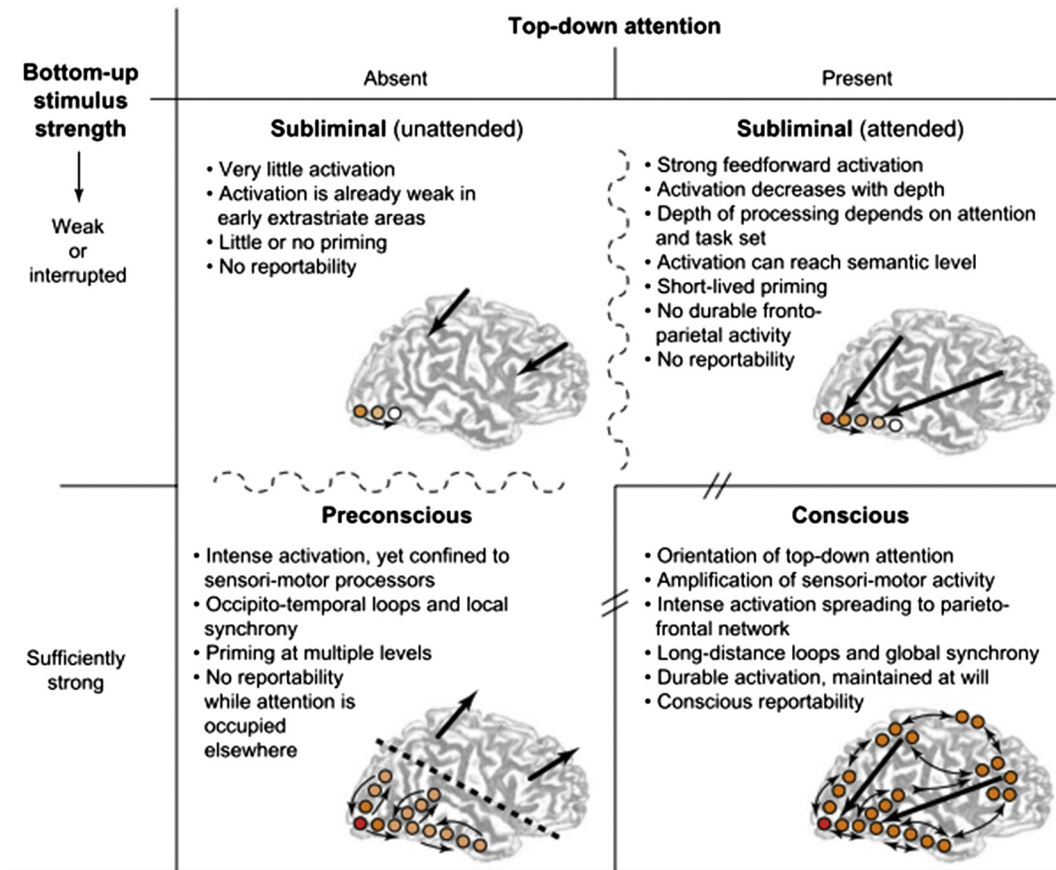 Top-down attention
Bottom-up
stimulus
strength
Absent
Present
Weak
or
interrupted
Subliminal (unattended)
• Very little activation
• Activation is already weak in
early extrastriate areas
• Little or no priming
• No reportability
Subliminal (attended)
• Strong feedforward activation
• Activation decreases with depth
• Depth of processing depends on attention
and task set
• Activation can reach semantic level
• Short-lived priming
• No durable fronto-
parietal activity
• No reportability
Sufficiently
strong
Preconscious
• Intense activation, yet confined to
sensori-motor processors
• Occipito-temporal loops and local
synchrony
• Priming at multiple levels
• No reportability
while attention is
occupied
elsewhere
Conscious
• Orientation of top-down attention
• Amplification of sensori-motor activity
• Intense activation spreading to parieto-
frontal network
• Long-distance loops and global synchrony
• Durable activation, maintained at will
• Conscious reportability